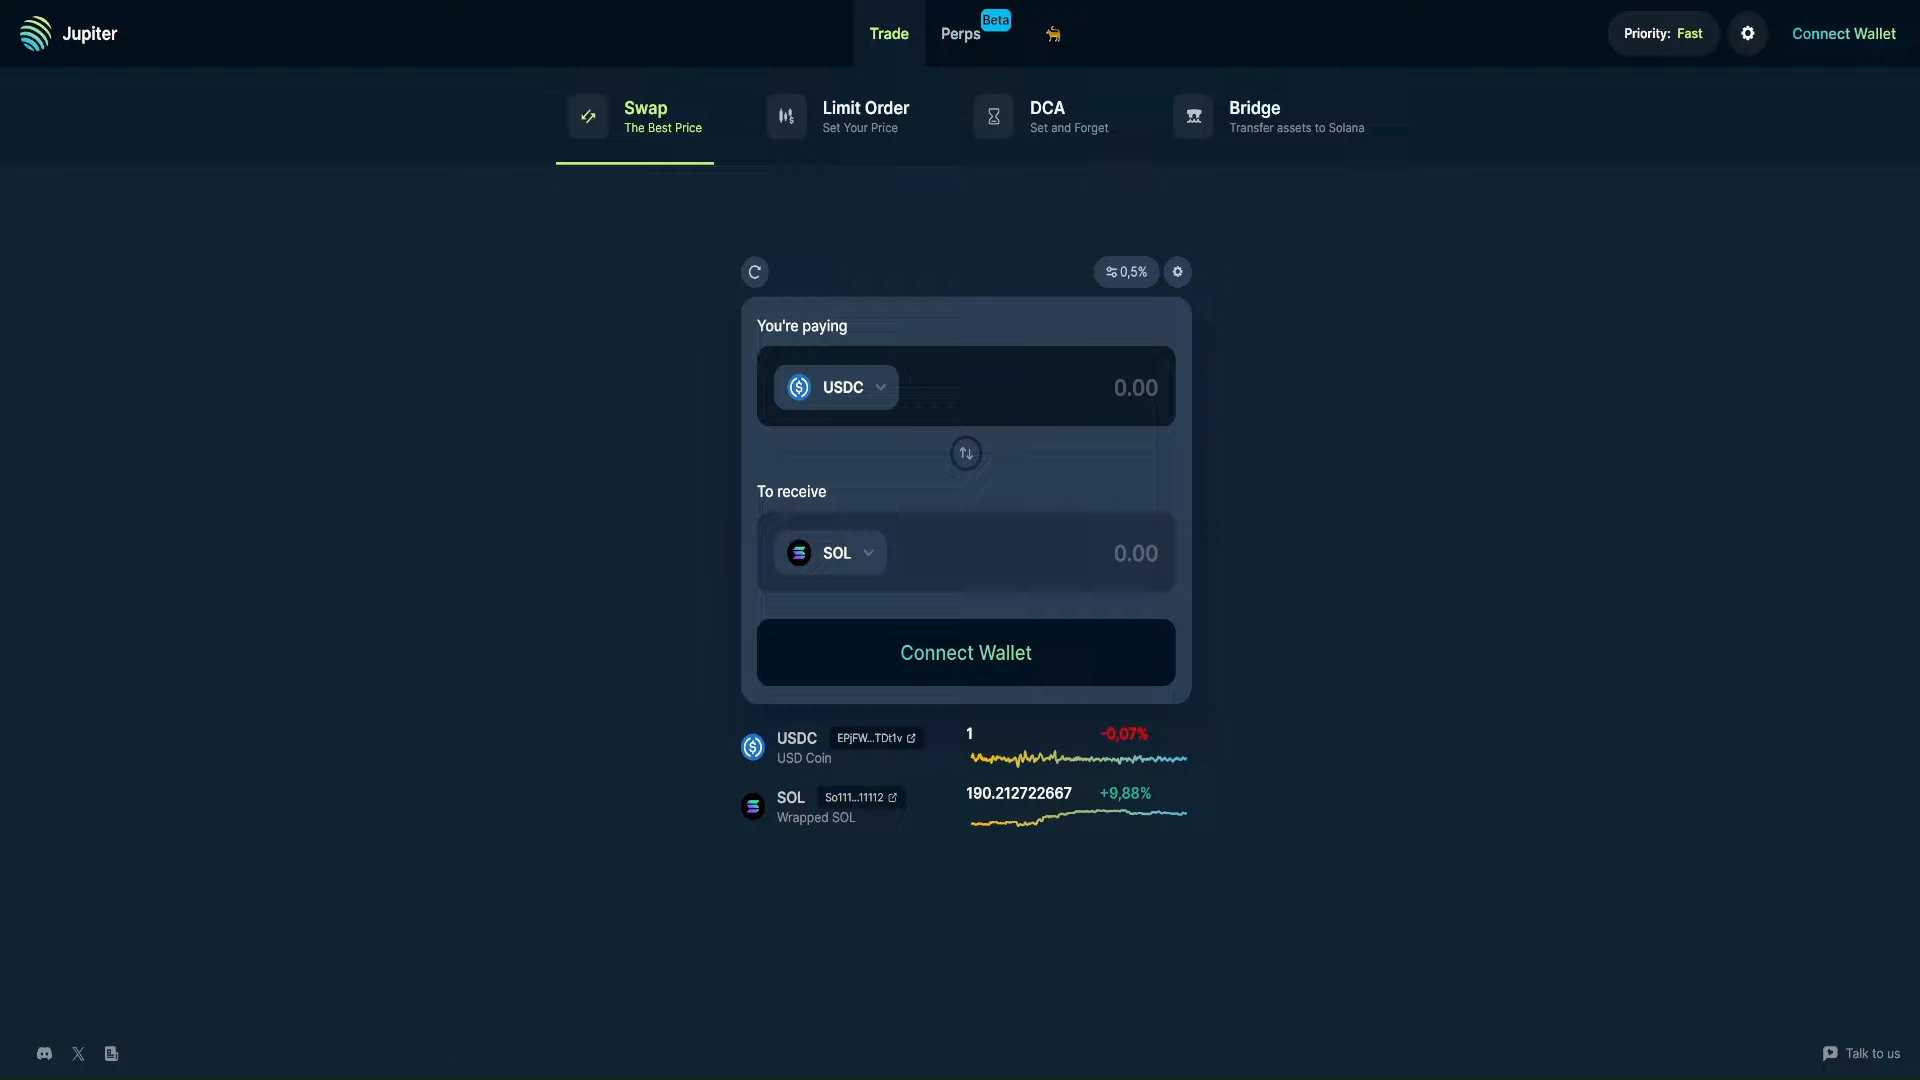 Jupiter
Trade
Perps
Beta
Priority: Fast
Connect Wallet
Swap
The Best Price
Limit Order
Set Your Price
DCA
Set and Forget
Bridge
Transfer assets to Solana
0,5%
You're paying
USDC
0.00
To receive
SOL
0.00
Connect Wallet
USDC
EPjFW...TDt1v
USD Coin
1
-0,07%
SOL
So111...11112
Wrapped SOL
190.212722667
+9,88%
Talk to us